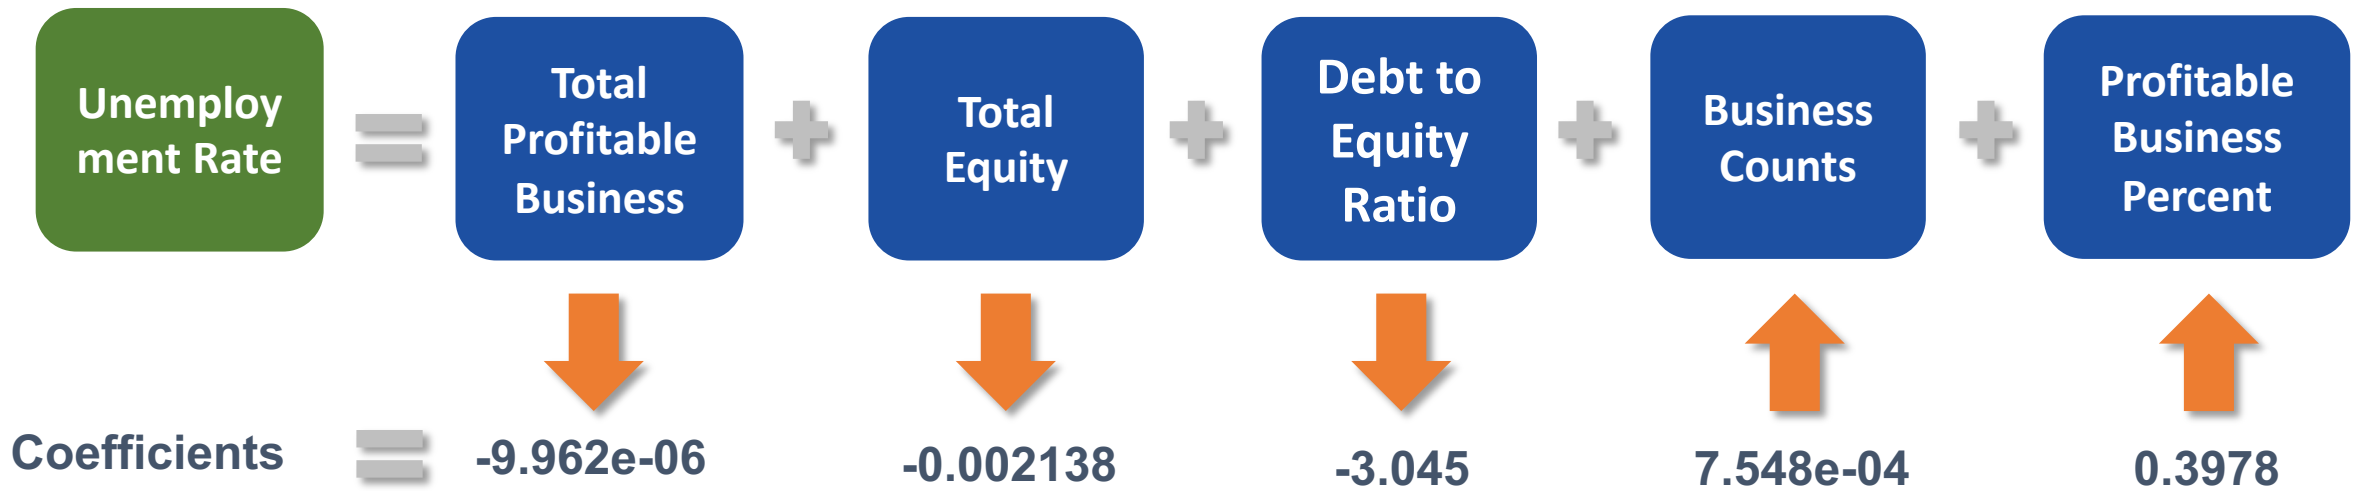 Unemploy
ment Rate
Total
Profitable
Business
Total
Equity
Debt to
Equity
Ratio
Business
Counts
Profitable
Business
Percent
Coefficients
-9.962e-06
-0.002138
-3.045
7.548e-04
0.3978